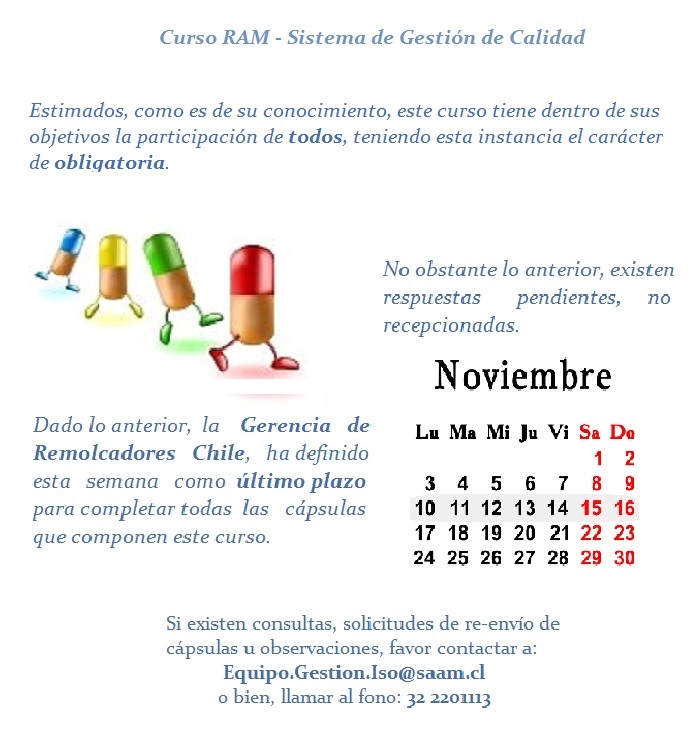 Curso RAM - Sistema de Gestión de Calidad
Estimados, como es de su conocimiento, este curso tiene dentro de sus
objetivos la participación de todos, teniendo esta instancia el carácter
de obligatoria.
No obstante lo anterior, existen
respuestas pendientes, no
recepcionadas.
Dado lo anterior, la Gerencia de
Remolcadores Chile, ha definido
esta semana como último plazo
para completar todas las cápsulas
que componen este curso.
Noviembre
Lu Ma Mi Ju Vi Sa Do
1 2
3 4 5 6 7 8 9
10 11 12 13 14 15 16
17 18 19 20 21 22 23
24 25 26 27 28 29 30
Si existen consultas, solicitudes de re-envío de
cápsulas u observaciones, favor contactar a:
Equipo.Gestion.Iso@saam.cl
o bien, llamar al fono: 32 2201113